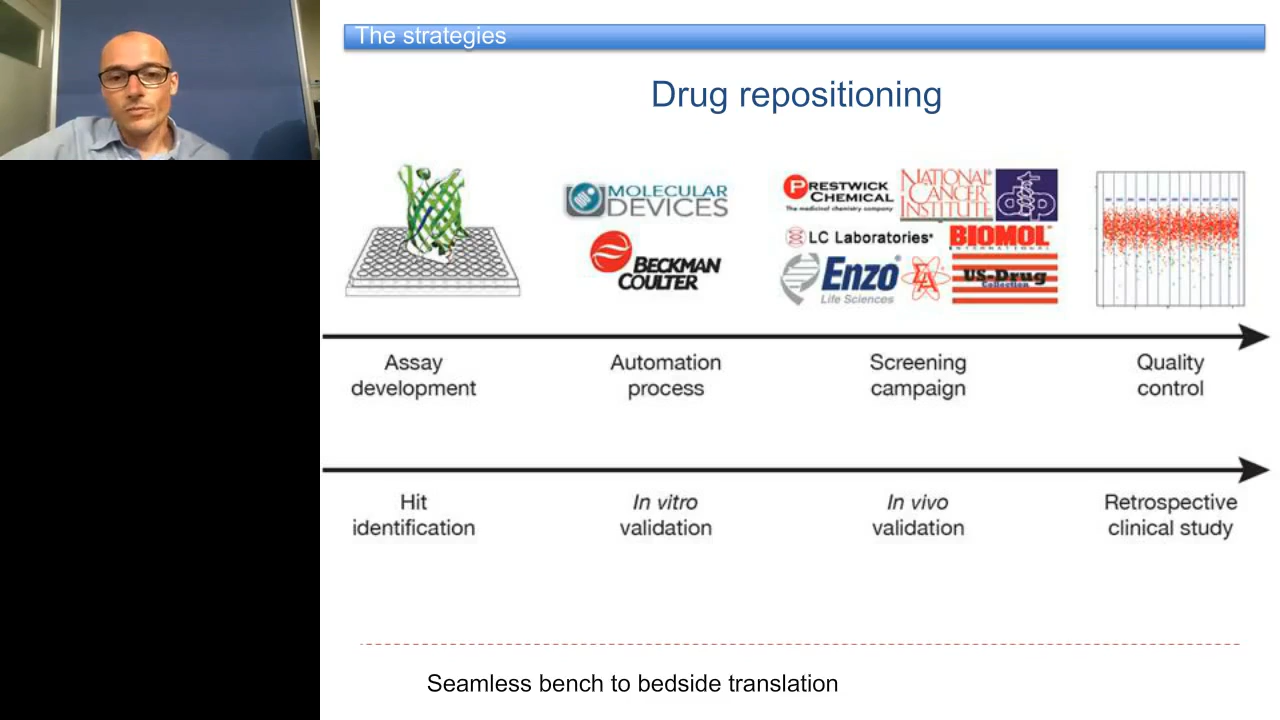 The strategies
Drug repositioning
MOLECULAR
DEVICES
BECKMAN
COULTER
PRESTWICK
CHEMICAL
The medicinal chemistry company
NATIONAL
CANCER
INSTITUTE
dtp
LC Laboratories
BIOMOL
INTERNATIONAL
Enzo
Life Sciences
US-Drug
Collection
Assay
development
Automation
process
Screening
campaign
Quality
control
Hit
identification
In vitro
validation
In vivo
validation
Retrospective
clinical study
Seamless bench to bedside translation